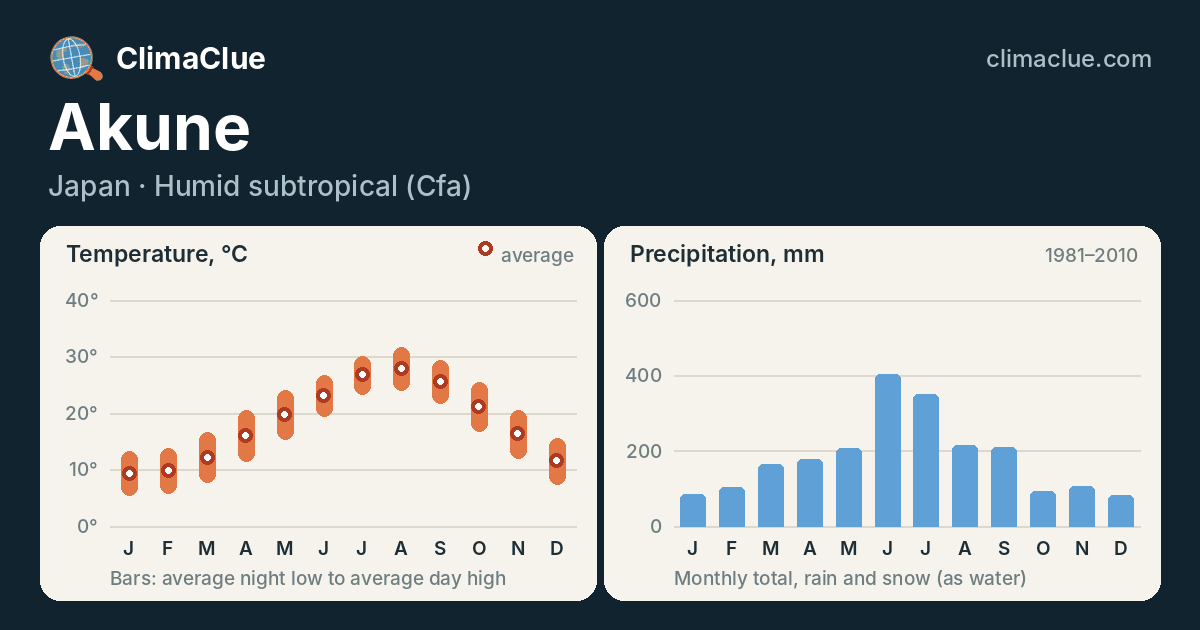 ClimaClue
climaclue.com
Akune
Japan · Humid subtropical (Cfa)
Temperature, °C
average
40°
30°
20°
10°
0°
J F M A M J J A S O N D
Bars: average night low to average day high
Precipitation, mm
1981–2010
600
400
200
0
J F M A M J J A S O N D
Monthly total, rain and snow (as water)